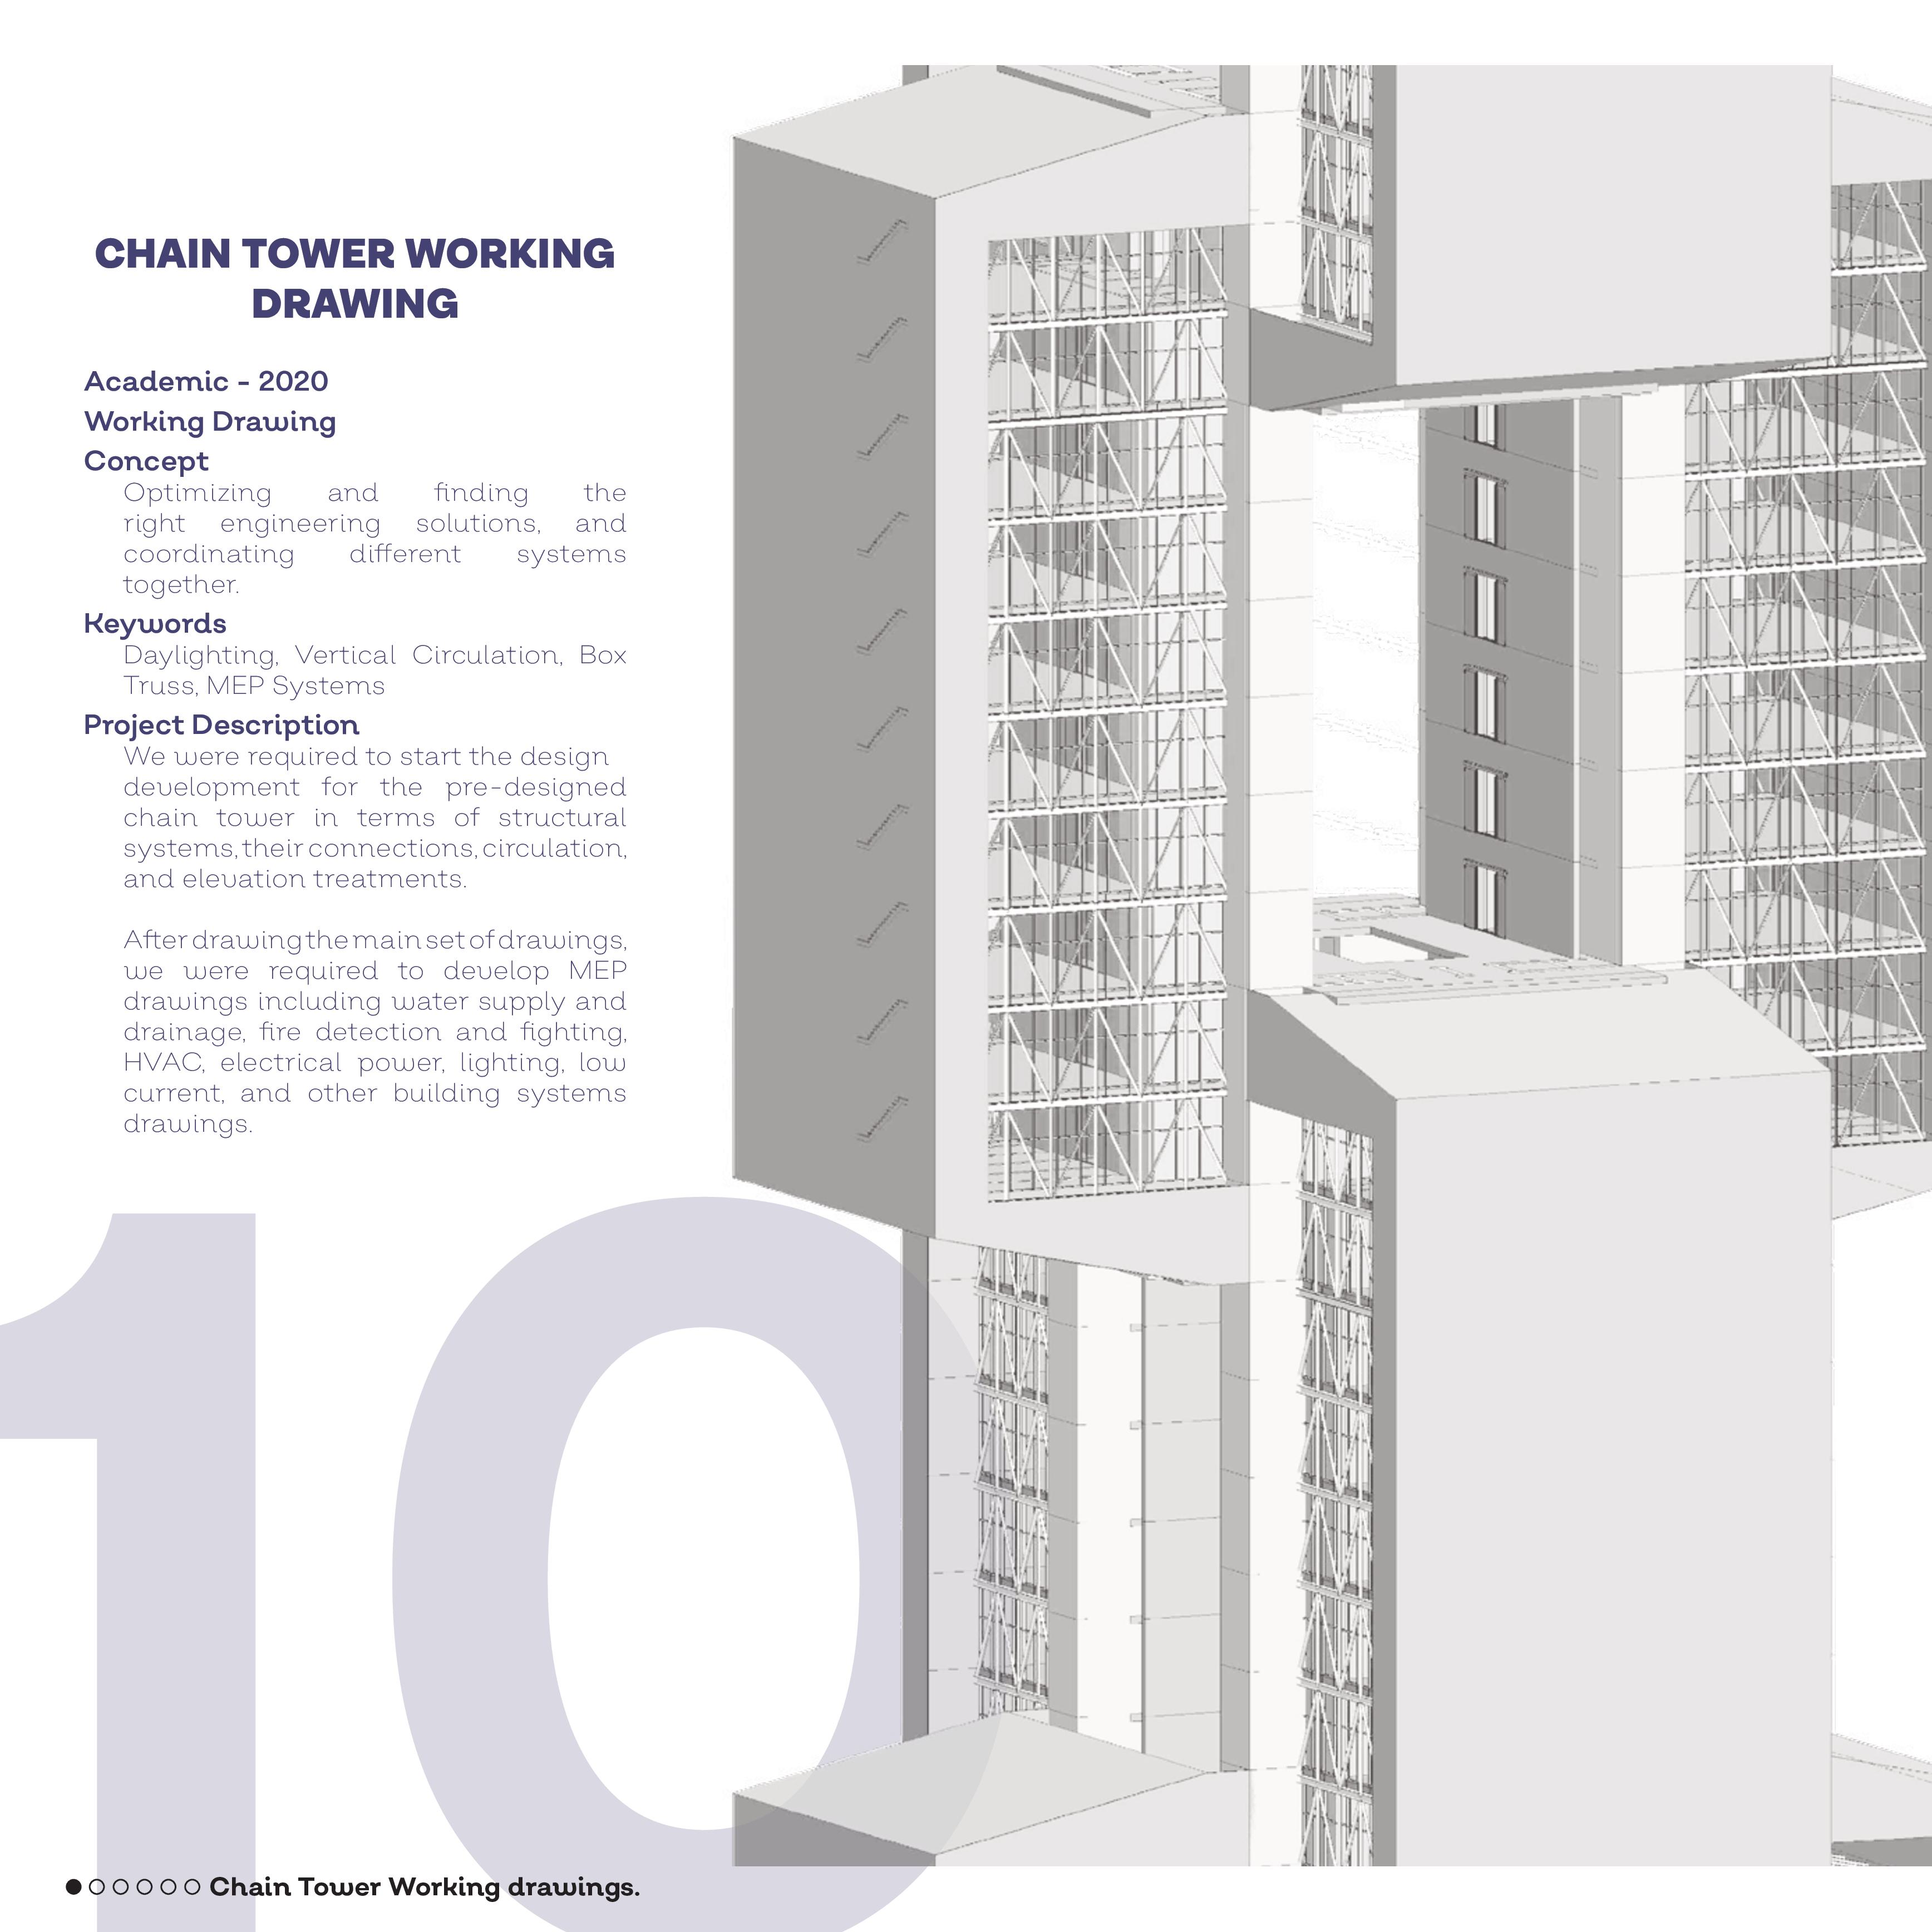 CHAIN TOWER WORKING
DRAWING
Academic - 2020
Working Drawing
Concept
Optimizing and finding the
right engineering solutions, and
coordinating different systems
together.
Keywords
Daylighting, Vertical Circulation, Box
Truss, MEP Systems
Project Description
We were required to start the design
development for the pre-designed
chain tower in terms of structural
systems, their connections, circulation,
and elevation treatments.
After drawing the main set of drawings,
we were required to develop MEP
drawings including water supply and
drainage, fire detection and fighting,
HVAC, electrical power, lighting, low
current, and other building systems
drawings.
10
Chain Tower Working drawings.